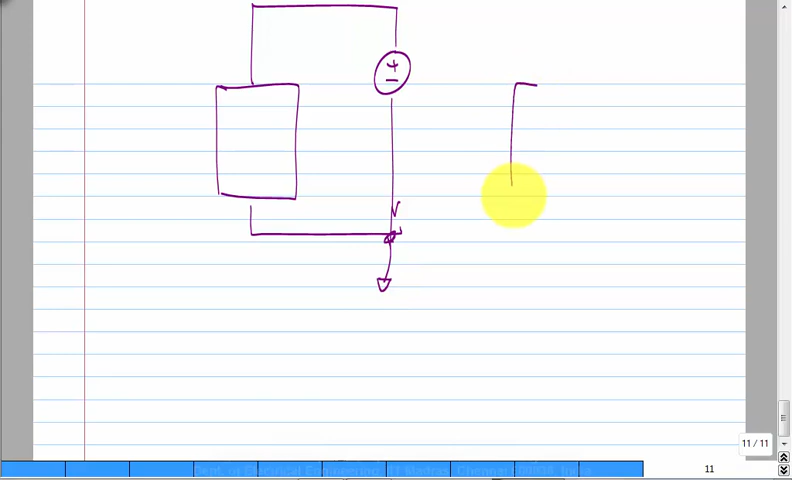 +
−
11 / 11
11
Dept. of Electrical Engineering, IIT Madras, Chennai 600036, India